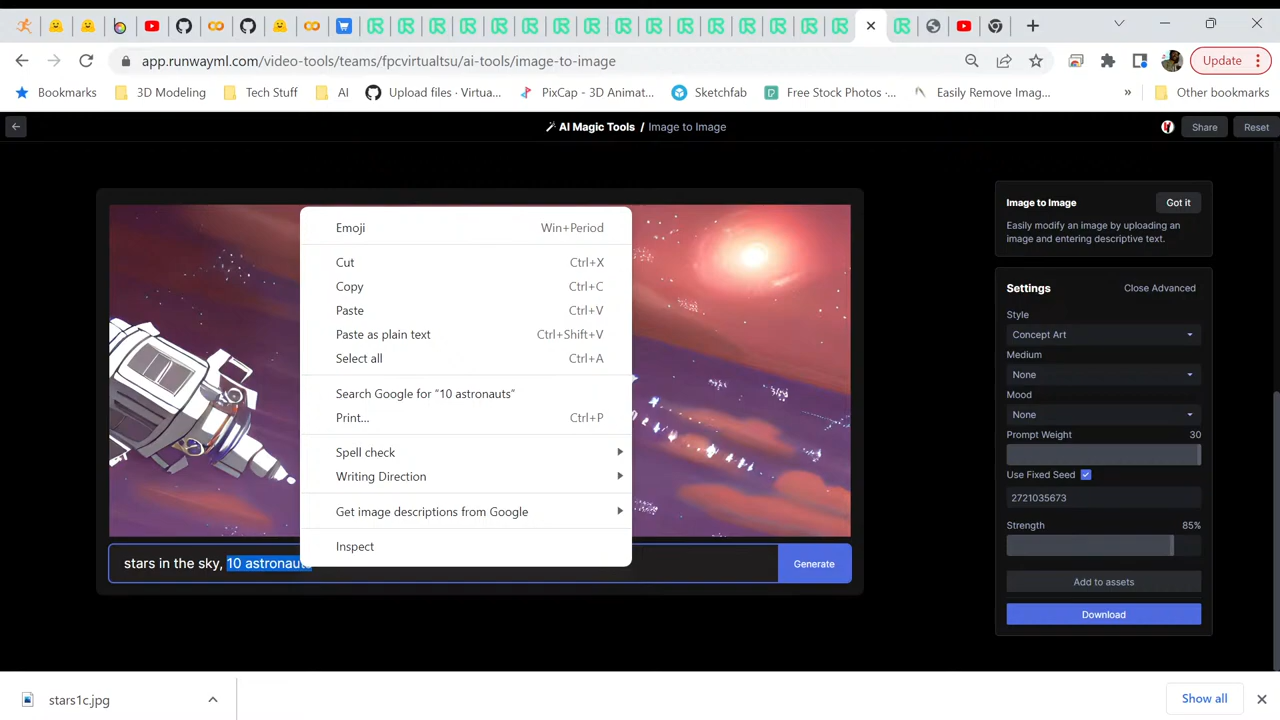 app.runwayml.com/video-tools/teams/fpcvirtualtsu/ai-tools/image-to-image
Update
Bookmarks
3D Modeling
Tech Stuff
AI
Upload files · Virtua...
PixCap - 3D Animat...
Sketchfab
Free Stock Photos ·...
Easily Remove Imag...
»
Other bookmarks
AI Magic Tools / Image to Image
Share
Reset
Emoji Win+Period
Cut Ctrl+X
Copy Ctrl+C
Paste Ctrl+V
Paste as plain text Ctrl+Shift+V
Select all Ctrl+A
Search Google for “10 astronauts”
Print... Ctrl+P
Spell check
Writing Direction
Get image descriptions from Google
Inspect
stars in the sky, 10 astronauts
Generate
Image to Image
Got it
Easily modify an image by uploading an
image and entering descriptive text.
Settings
Close Advanced
Style
Concept Art
Medium
None
Mood
None
Prompt Weight 30
Use Fixed Seed
2721035673
Strength 85%
Add to assets
Download
stars1c.jpg
Show all